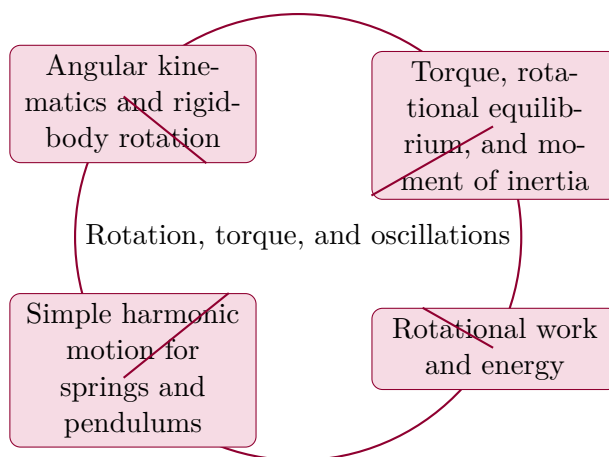 Angular kine-
matics and rigid-
body rotation
Torque, rota-
tional equilib-
rium, and mo-
ment of inertia
Rotation, torque, and oscillations
Simple harmonic
motion for
springs and
pendulums
Rotational work
and energy